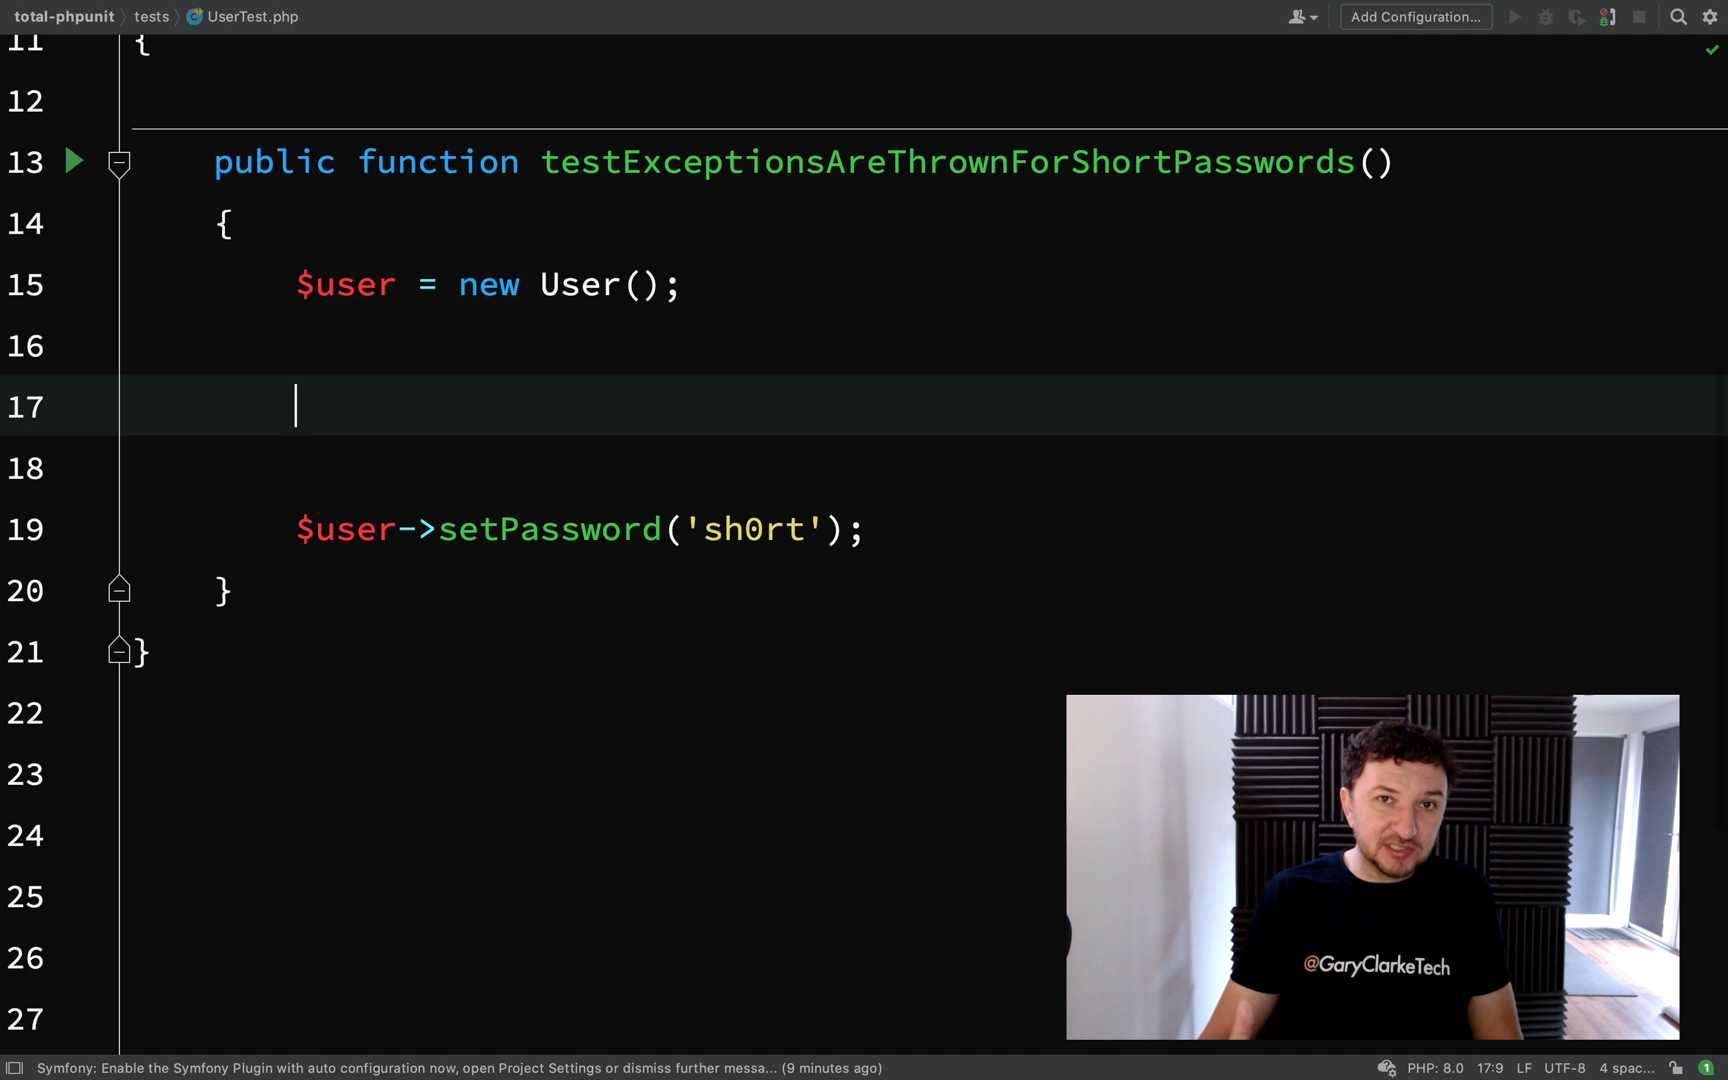 total-phpunit tests UserTest.php Add Configuration...
11 {
12
13 public function testExceptionsAreThrownForShortPasswords()
14 {
15 $user = new User();
16
17
18
19 $user->setPassword('sh0rt');
20 }
21 }
22
23
24
25
26
27
@GaryClarkeTech
Symfony: Enable the Symfony Plugin with auto configuration now, open Project Settings or dismiss further messa... (9 minutes ago) PHP: 8.0 17:9 LF UTF-8 4 spac... 1